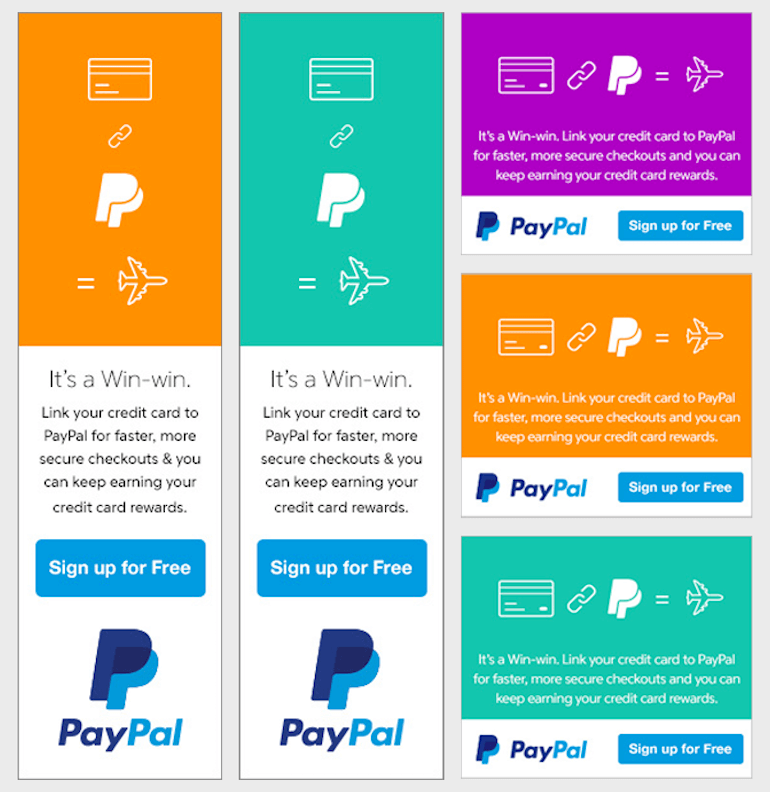 =
It's a Win-win.
Link your credit card to
PayPal for faster, more
secure checkouts & you
can keep earning your
credit card rewards.
Sign up for Free
PayPal
=
It's a Win-win.
Link your credit card to
PayPal for faster, more
secure checkouts & you
can keep earning your
credit card rewards.
Sign up for Free
PayPal
=
It's a Win-win. Link your credit card to PayPal
for faster, more secure checkouts and you can
keep earning your credit card rewards.
PayPal Sign up for Free
=
It's a Win-win. Link your credit card to PayPal
for faster, more secure checkouts and you can
keep earning your credit card rewards.
PayPal Sign up for Free
=
It's a Win-win. Link your credit card to PayPal
for faster, more secure checkouts and you can
keep earning your credit card rewards.
PayPal Sign up for Free